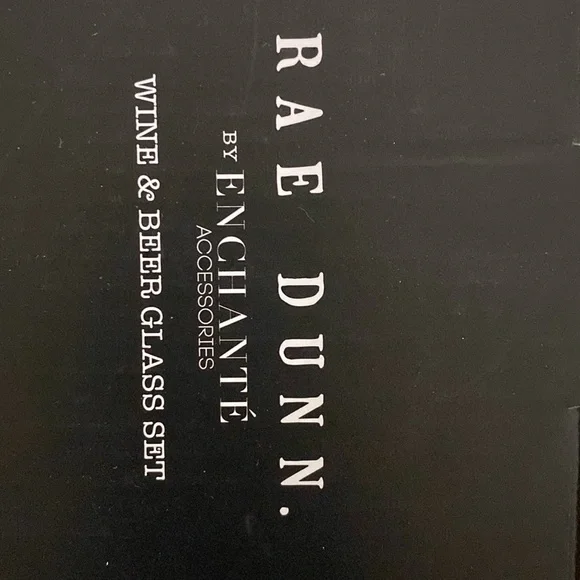 RAE DUNN.
BY ENCHANTÉ
ACCESSORIES
WINE & BEER GLASS SET